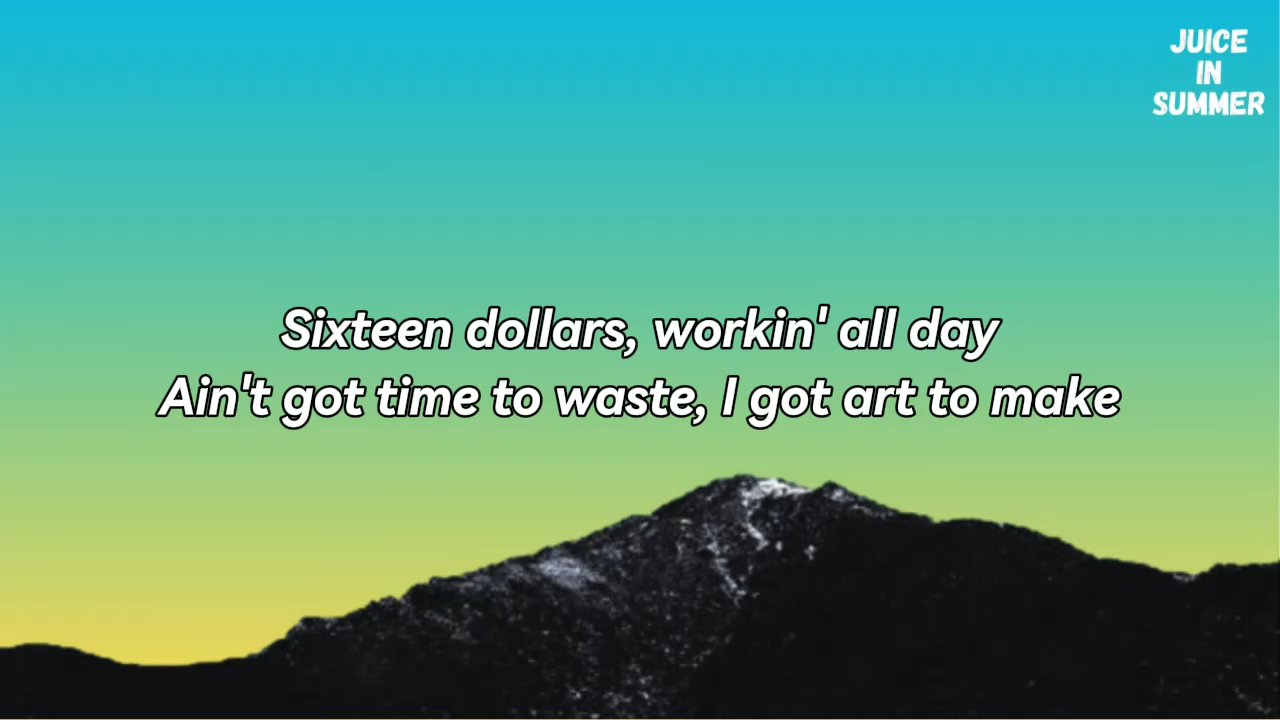 JUICE
IN
SUMMER
Sixteen dollars, workin' all day
Ain't got time to waste, I got art to make